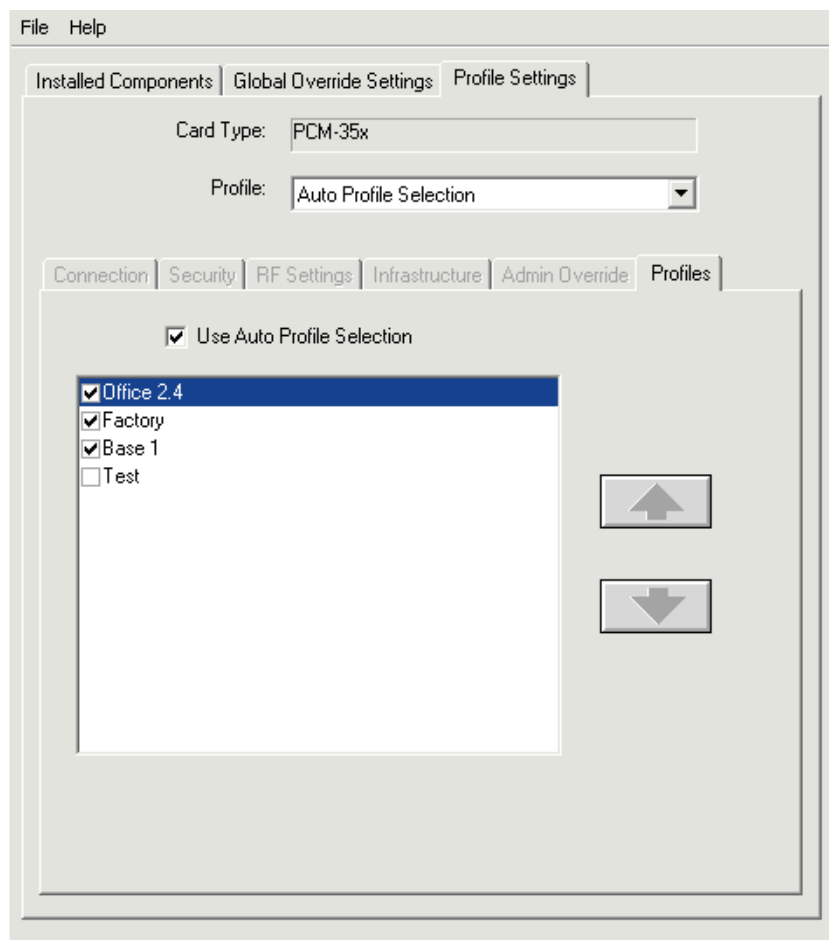 File Help
Installed Components Global Override Settings Profile Settings
Card Type: PCM-35x
Profile: Auto Profile Selection
Connection Security RF Settings Infrastructure Admin Override Profiles
Use Auto Profile Selection
Office 2.4
Factory
Base 1
Test